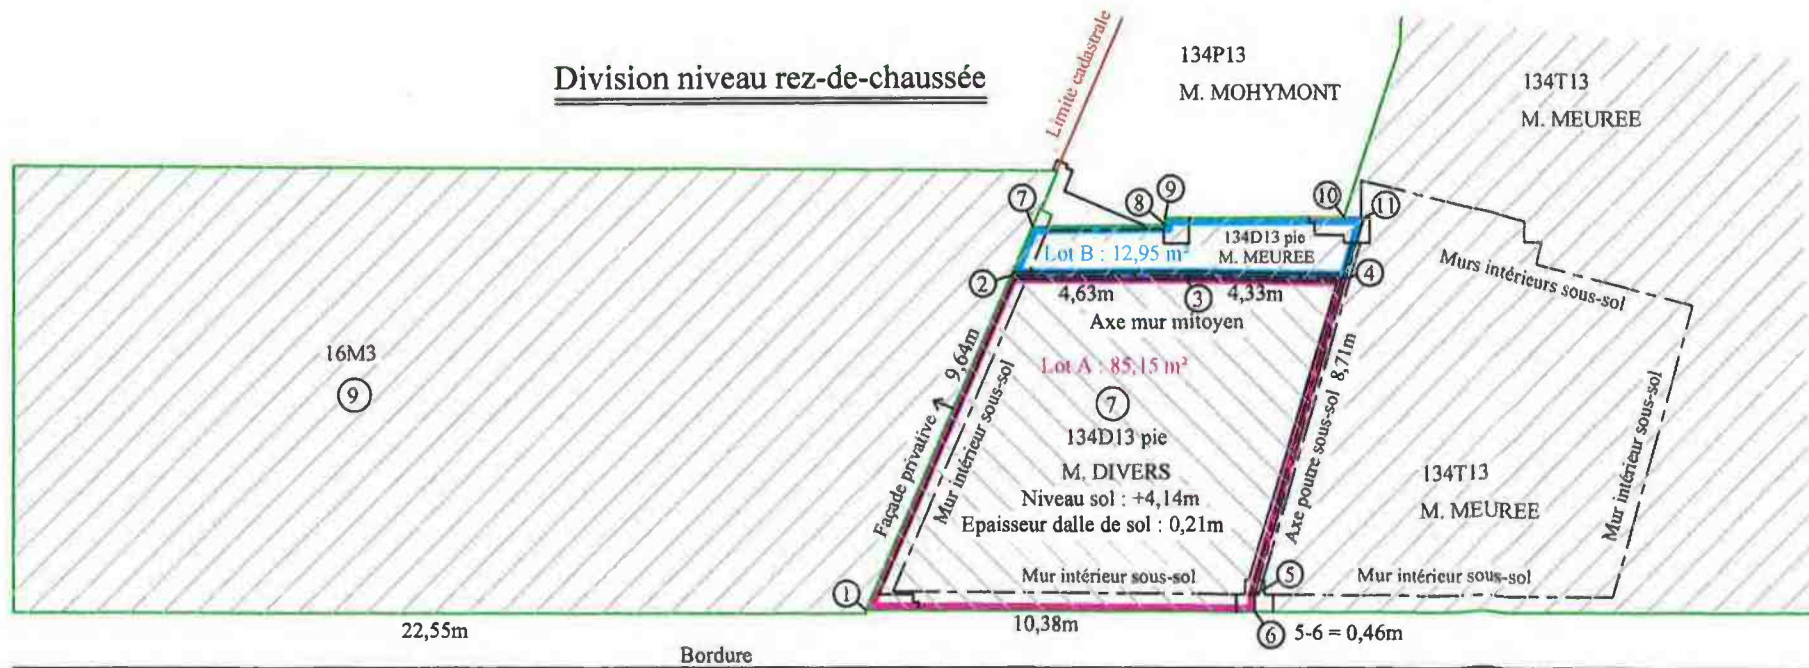 Division niveau rez-de-chaussée
Limite cadastrale
134P13
M. MOHYMONT
134T13
M. MEUREE
7
8
9
10
11
134D13 pie
M. MEUREE
Lot B : 12,95 m²
2
4
4,63m
3
4,33m
Axe mur mitoyen
Murs intérieurs sous-sol
16M3
9
9,64m
Lot A : 85,15 m²
7
134D13 pie
M. DIVERS
Niveau sol : +4,14m
Epaisseur dalle de sol : 0,21m
Façade privative
Mur intérieur sous-sol
Axe poutre sous-sol 8,71m
134T13
M. MEUREE
Mur intérieur sous-sol
Mur intérieur sous-sol
5
Mur intérieur sous-sol
1
22,55m
10,38m
6
5-6 = 0,46m
Bordure